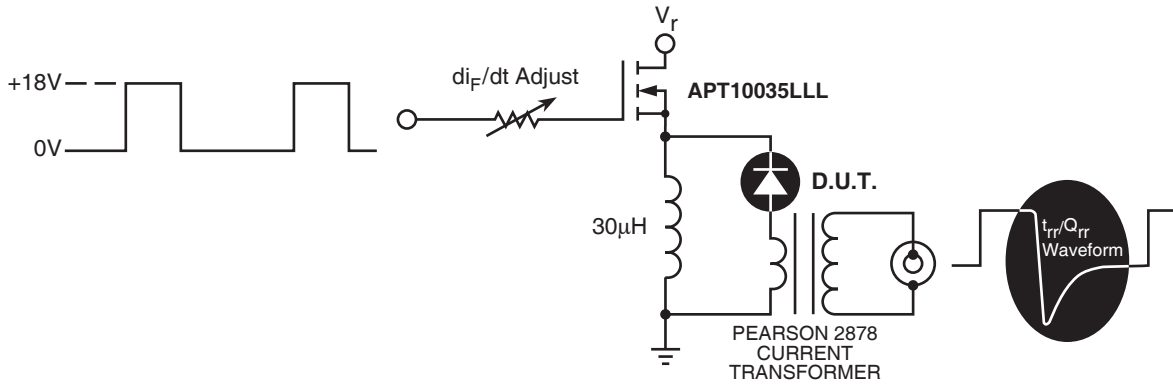 V_r
+18V
0V
di_F/dt Adjust
APT10035LLL
D.U.T.
30μH
t_rr/Q_rr
Waveform
PEARSON 2878
CURRENT
TRANSFORMER